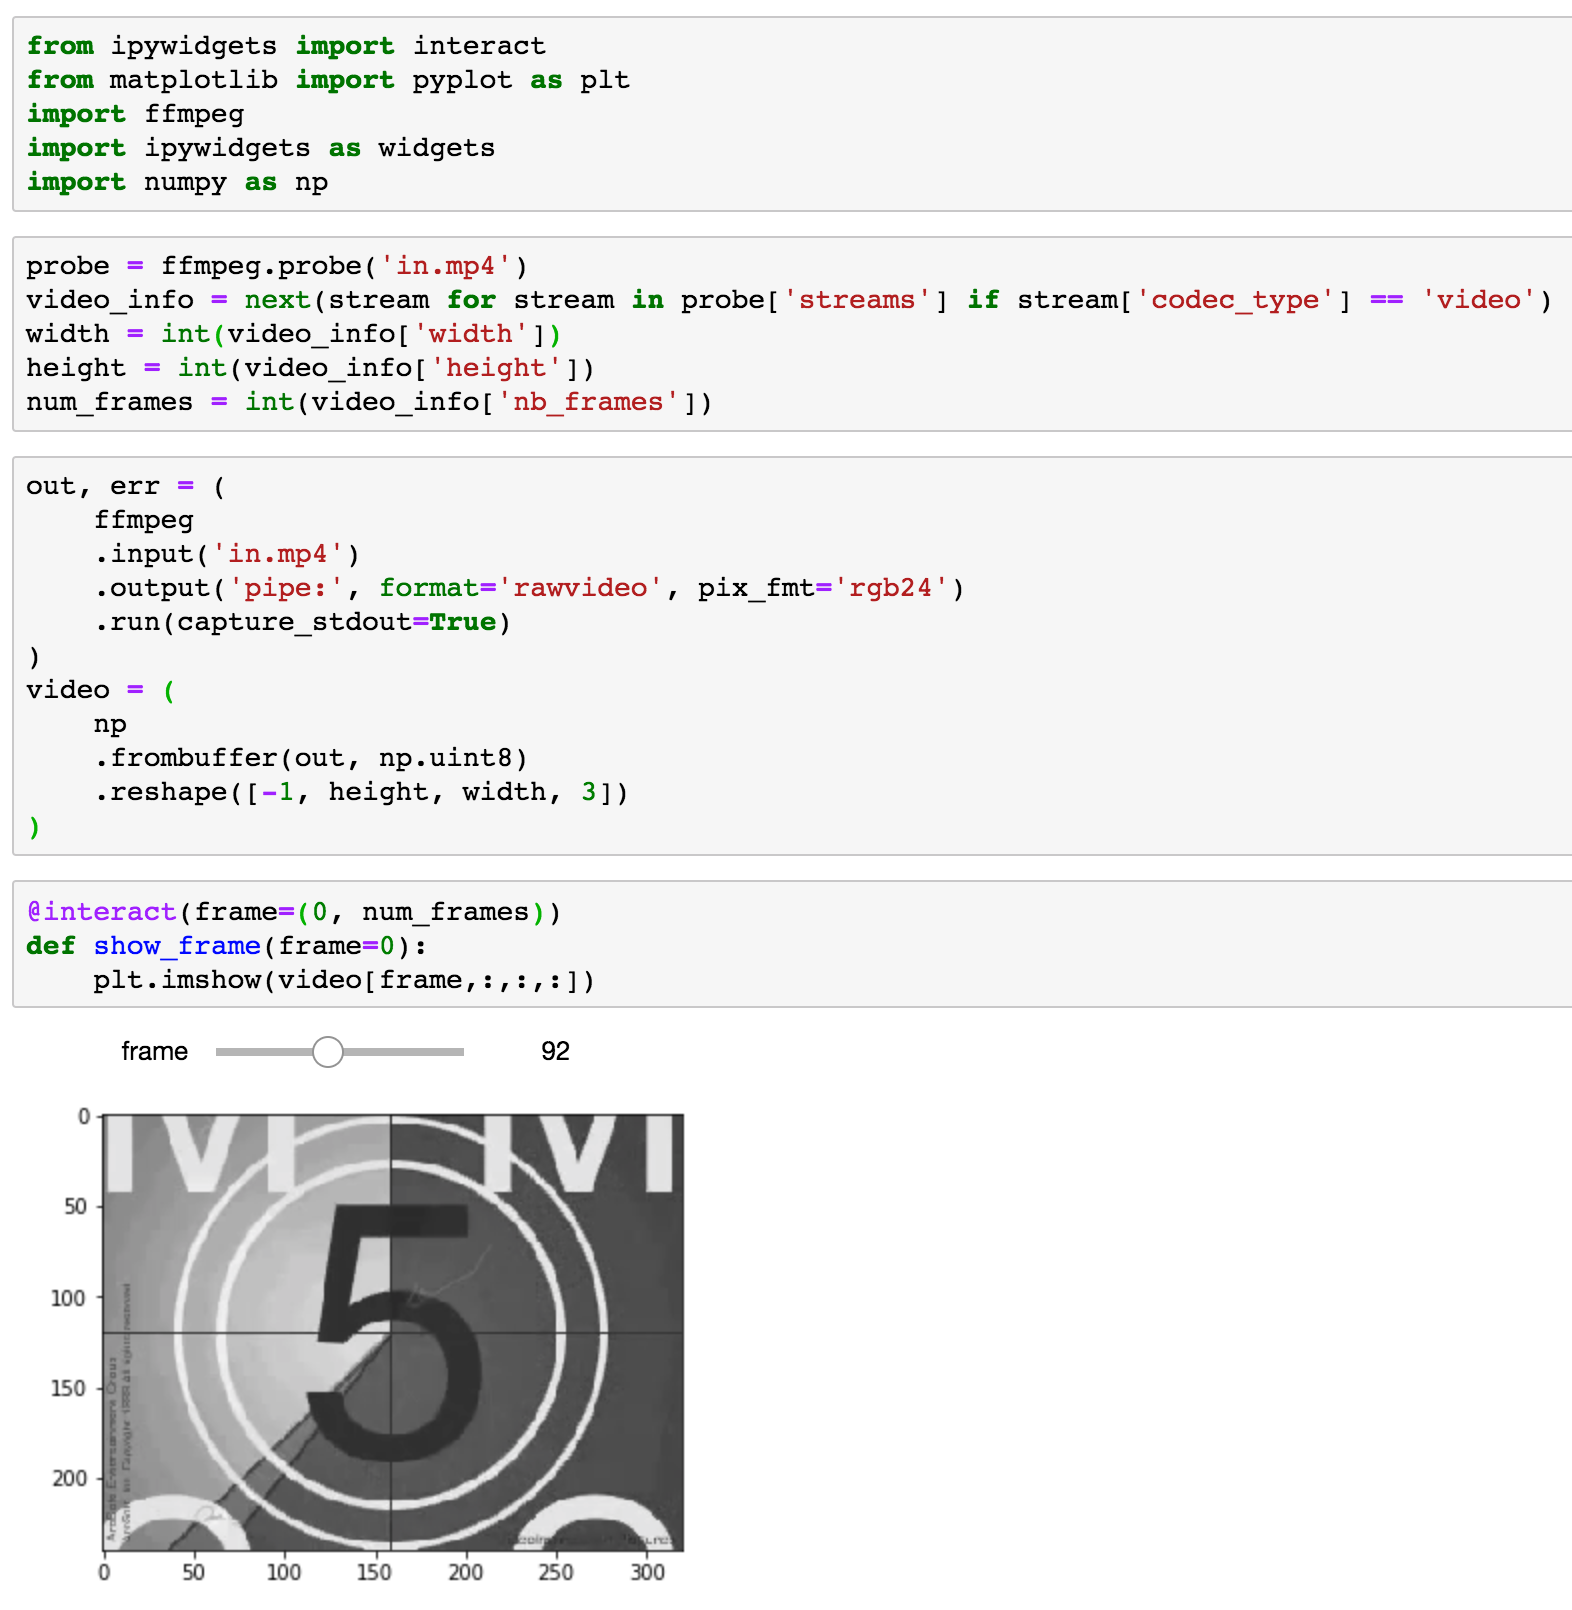 from ipywidgets import interact
from matplotlib import pyplot as plt
import ffmpeg
import ipywidgets as widgets
import numpy as np
probe = ffmpeg.probe('in.mp4')
video_info = next(stream for stream in probe['streams'] if stream['codec_type'] == 'video')
width = int(video_info['width'])
height = int(video_info['height'])
num_frames = int(video_info['nb_frames'])
out, err = (
    ffmpeg
    .input('in.mp4')
    .output('pipe:', format='rawvideo', pix_fmt='rgb24')
    .run(capture_stdout=True)
)
video = (
    np
    .frombuffer(out, np.uint8)
    .reshape([-1, height, width, 3])
)
@interact(frame=(0, num_frames))
def show_frame(frame=0):
    plt.imshow(video[frame,:,:,:])
frame 92
0
50
100
150
200
5
0 50 100 150 200 250 300